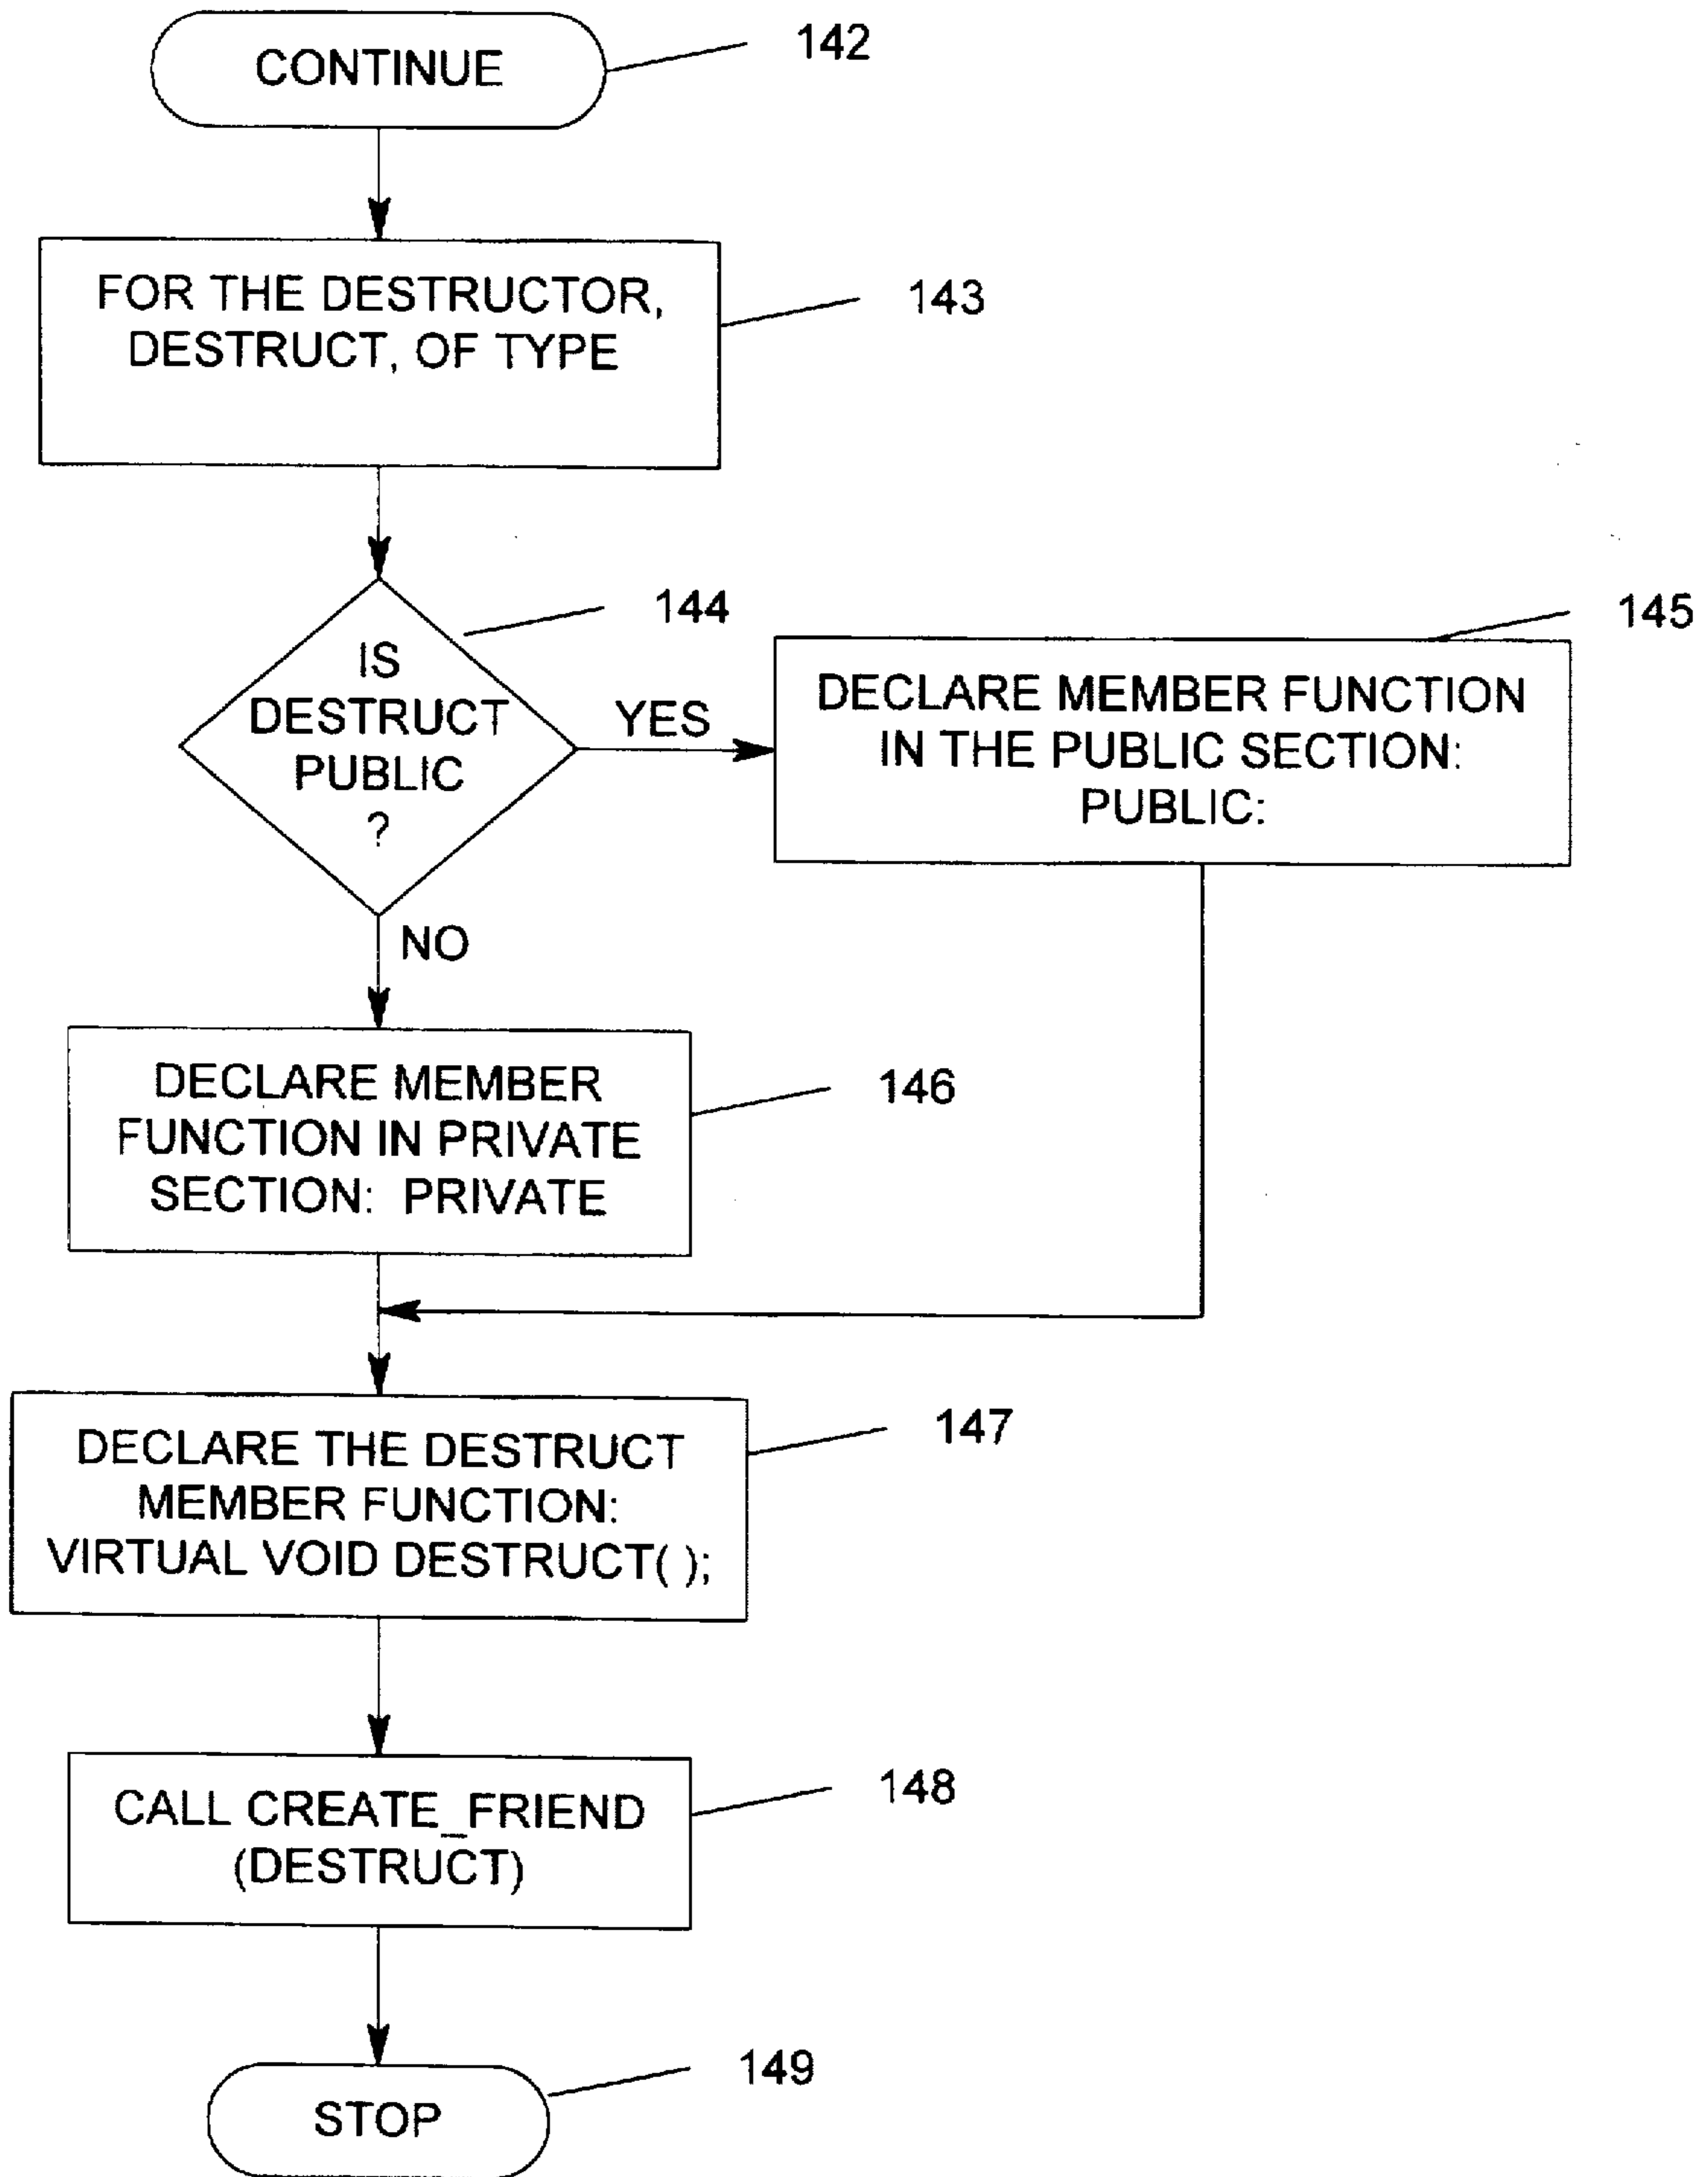 CONTINUE
142
FOR THE DESTRUCTOR,
DESTRUCT, OF TYPE
143
144
IS
DESTRUCT
PUBLIC
?
YES
NO
145
DECLARE MEMBER FUNCTION
IN THE PUBLIC SECTION:
PUBLIC:
DECLARE MEMBER
FUNCTION IN PRIVATE
SECTION: PRIVATE
146
DECLARE THE DESTRUCT
MEMBER FUNCTION:
VIRTUAL VOID DESTRUCT( );
147
CALL CREATE_FRIEND
(DESTRUCT)
148
STOP
149